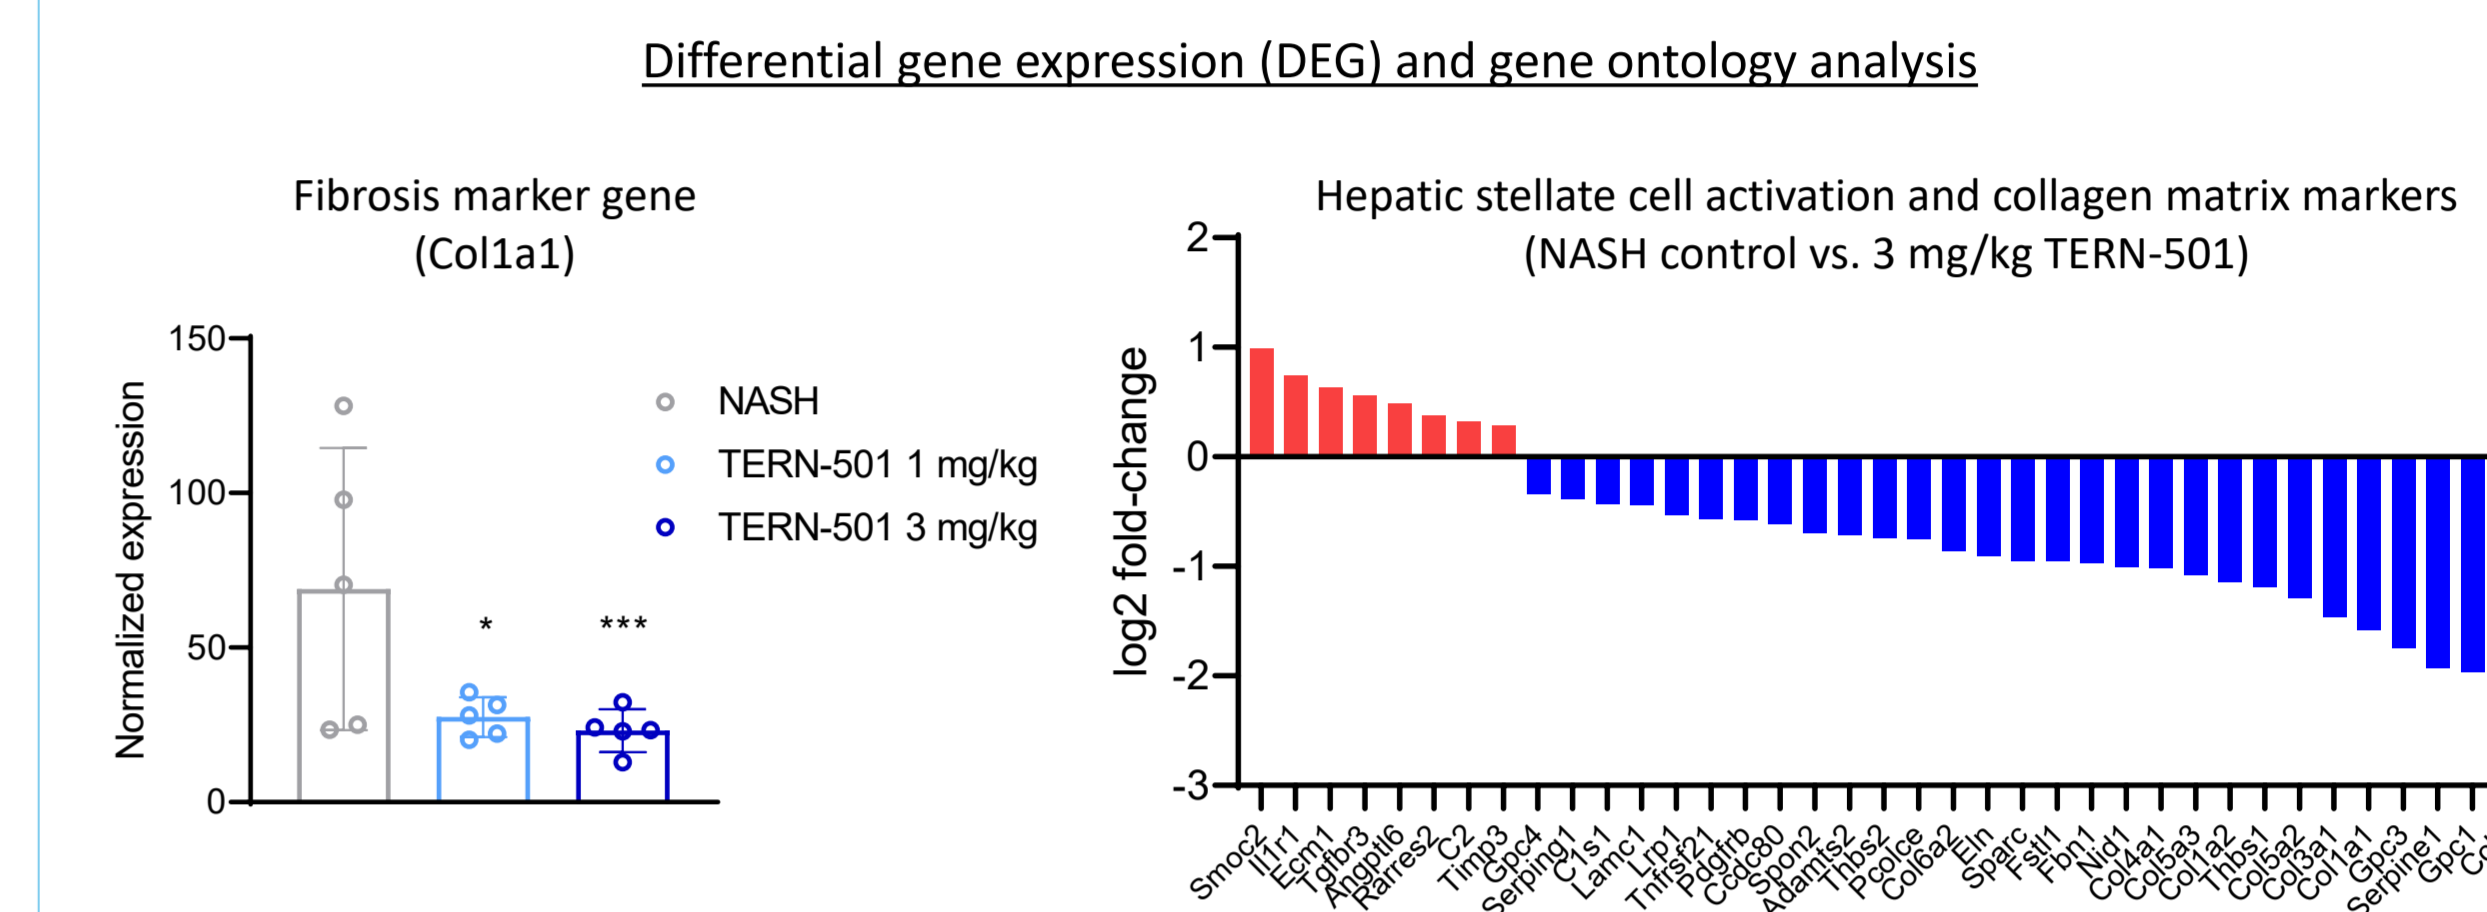 Differential gene expression (DEG) and gene ontology analysis
Fibrosis marker gene
(Col1a1)
Normalized expression
150
100
50
0
*
***
NASH
TERN-501 1 mg/kg
TERN-501 3 mg/kg
Hepatic stellate cell activation and collagen matrix markers
(NASH control vs. 3 mg/kg TERN-501)
log2 fold-change
2
1
0
-1
-2
-3
Smoc2
Il1r1
Ecm1
Tgfbr3
Angptl6
Rarres2
C2
Timp3
Gpc4
Serping1
C1s1
Lamc1
Lrp1
Tnfrsf21
Pdgfrb
Ccdc80
Spon2
Adamts2
Thbs2
Pcolce
Col6a2
Eln
Sparc
Fstl1
Fbn1
Nid1
Col4a1
Col5a3
Col1a2
Thbs1
Col5a2
Col3a1
Col1a1
Gpc3
Serpine1
Gpc1